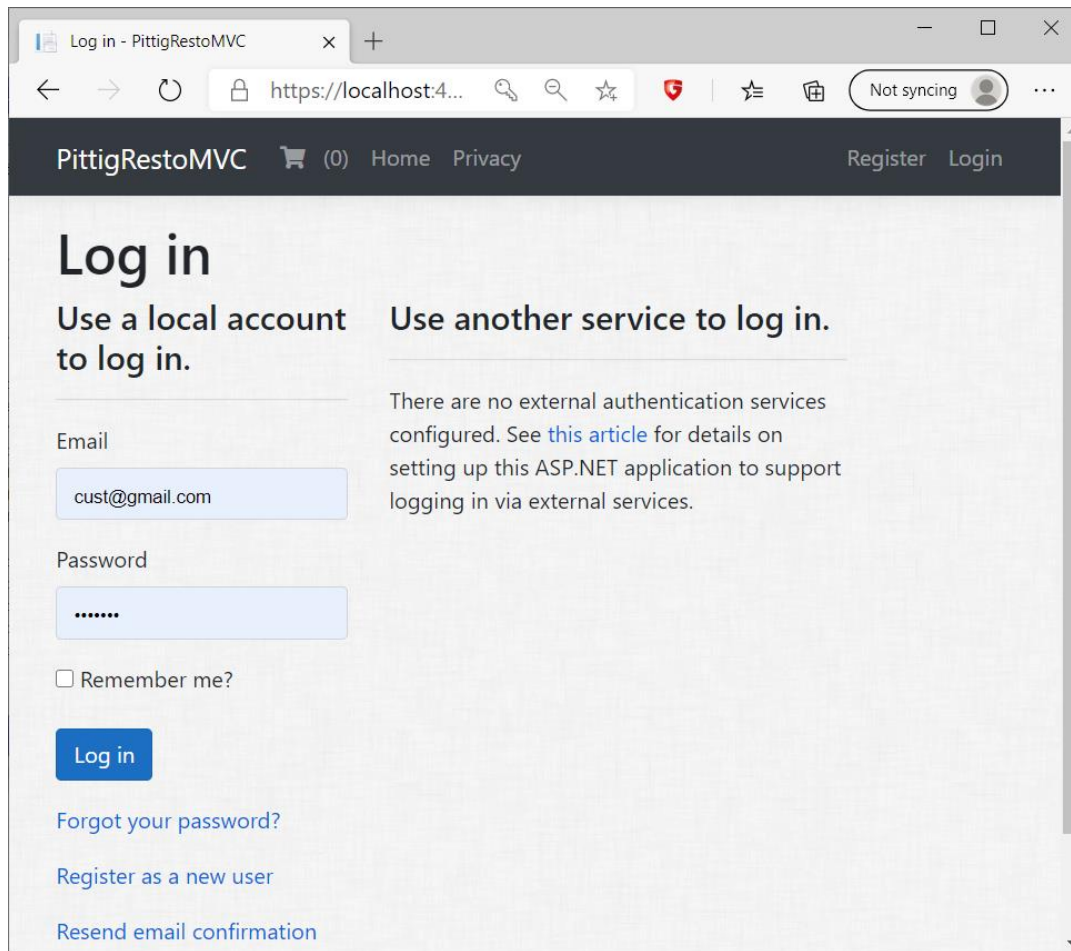 Log in - PittigRestoMVC
https://localhost:4...
Not syncing
PittigRestoMVC (0) Home Privacy Register Login
Log in
Use a local account
to log in.
Email
cust@gmail.com
Password
•••••••
Remember me?
Log in
Forgot your password?
Register as a new user
Resend email confirmation
Use another service to log in.
There are no external authentication services
configured. See this article for details on
setting up this ASP.NET application to support
logging in via external services.